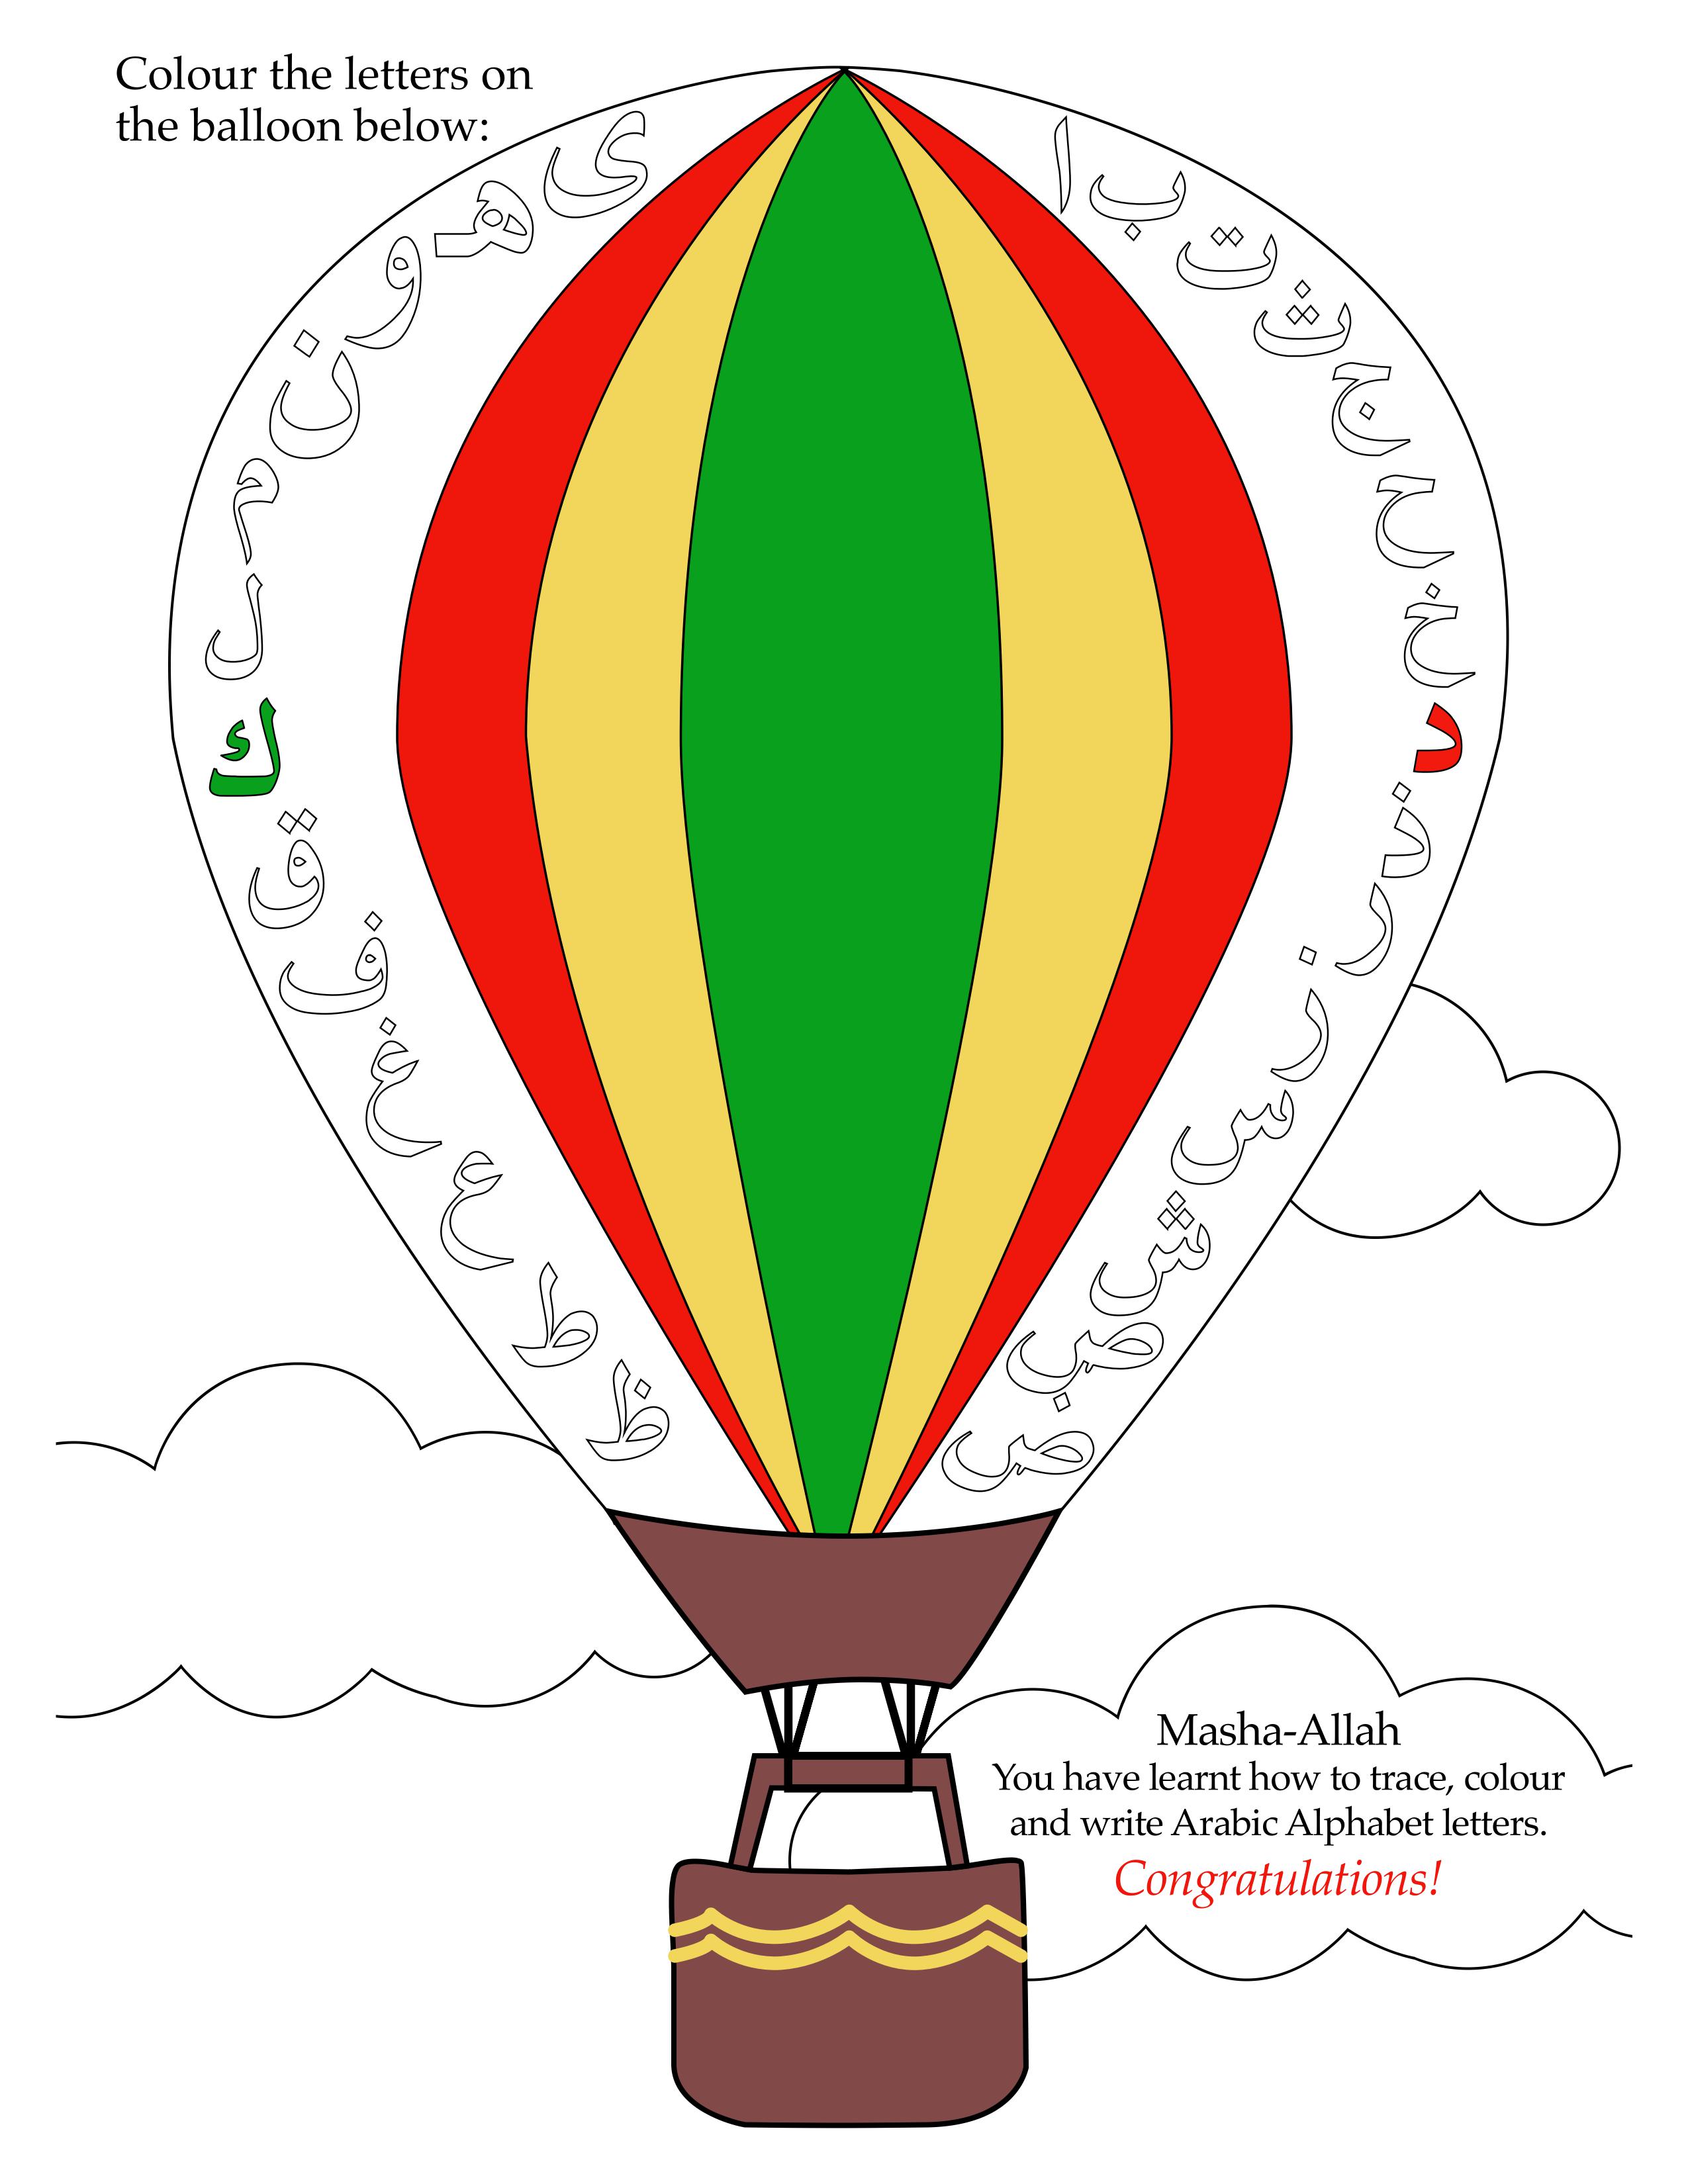 Colour the letters on
the balloon below:
ا
ب
ت
ث
ج
ح
خ
د
ذ
ر
ز
س
ش
ص
ض
ظ
ط
ع
غ
ف
ق
ك
ل
م
ن
و
هـ
ى
Masha-Allah
You have learnt how to trace, colour
and write Arabic Alphabet letters.
Congratulations!